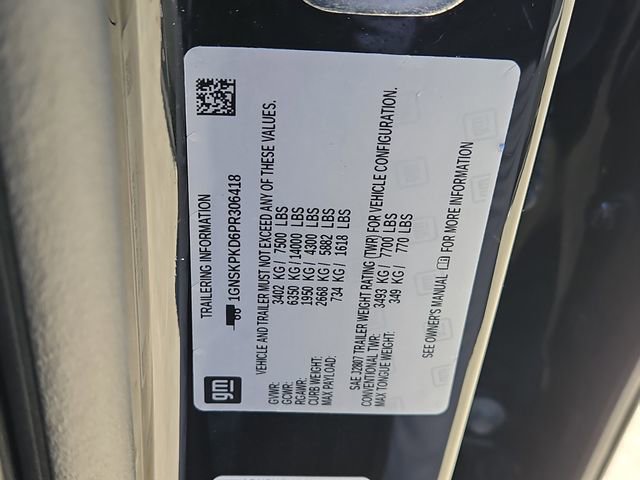 gm
TRAILERING INFORMATION
1GNSKPKD6PR306418
VEHICLE AND TRAILER MUST NOT EXCEED ANY OF THESE VALUES.
GVWR: 3402 KG / 7500 LBS
GCWR: 6350 KG / 14000 LBS
RGAWR: 1950 KG / 4300 LBS
CURB WEIGHT: 2668 KG / 5882 LBS
MAX PAYLOAD: 734 KG / 1618 LBS
SAE J2807 TRAILER WEIGHT RATING (TWR) FOR VEHICLE CONFIGURATION.
CONVENTIONAL TWR: 3493 KG / 7700 LBS
MAX TONGUE WEIGHT: 349 KG / 770 LBS
SEE OWNER'S MANUAL FOR MORE INFORMATION